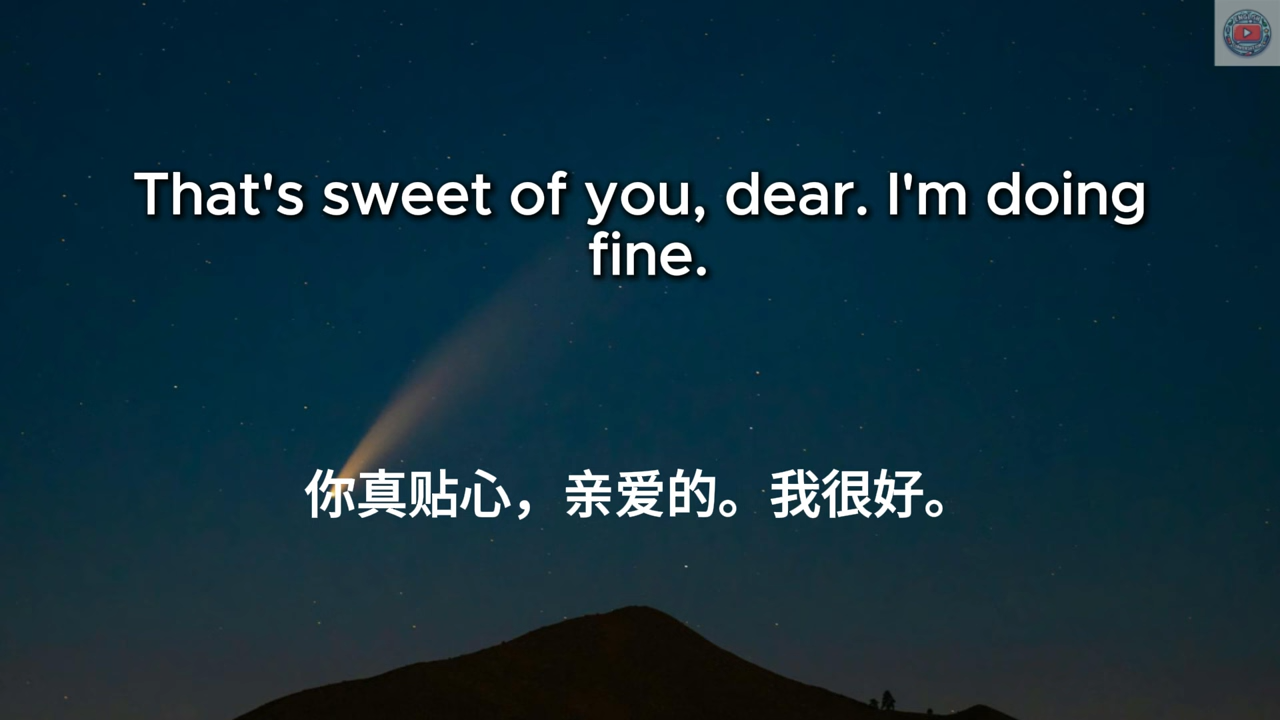 That's sweet of you, dear. I'm doing
fine.
你真贴心，亲爱的。我很好。